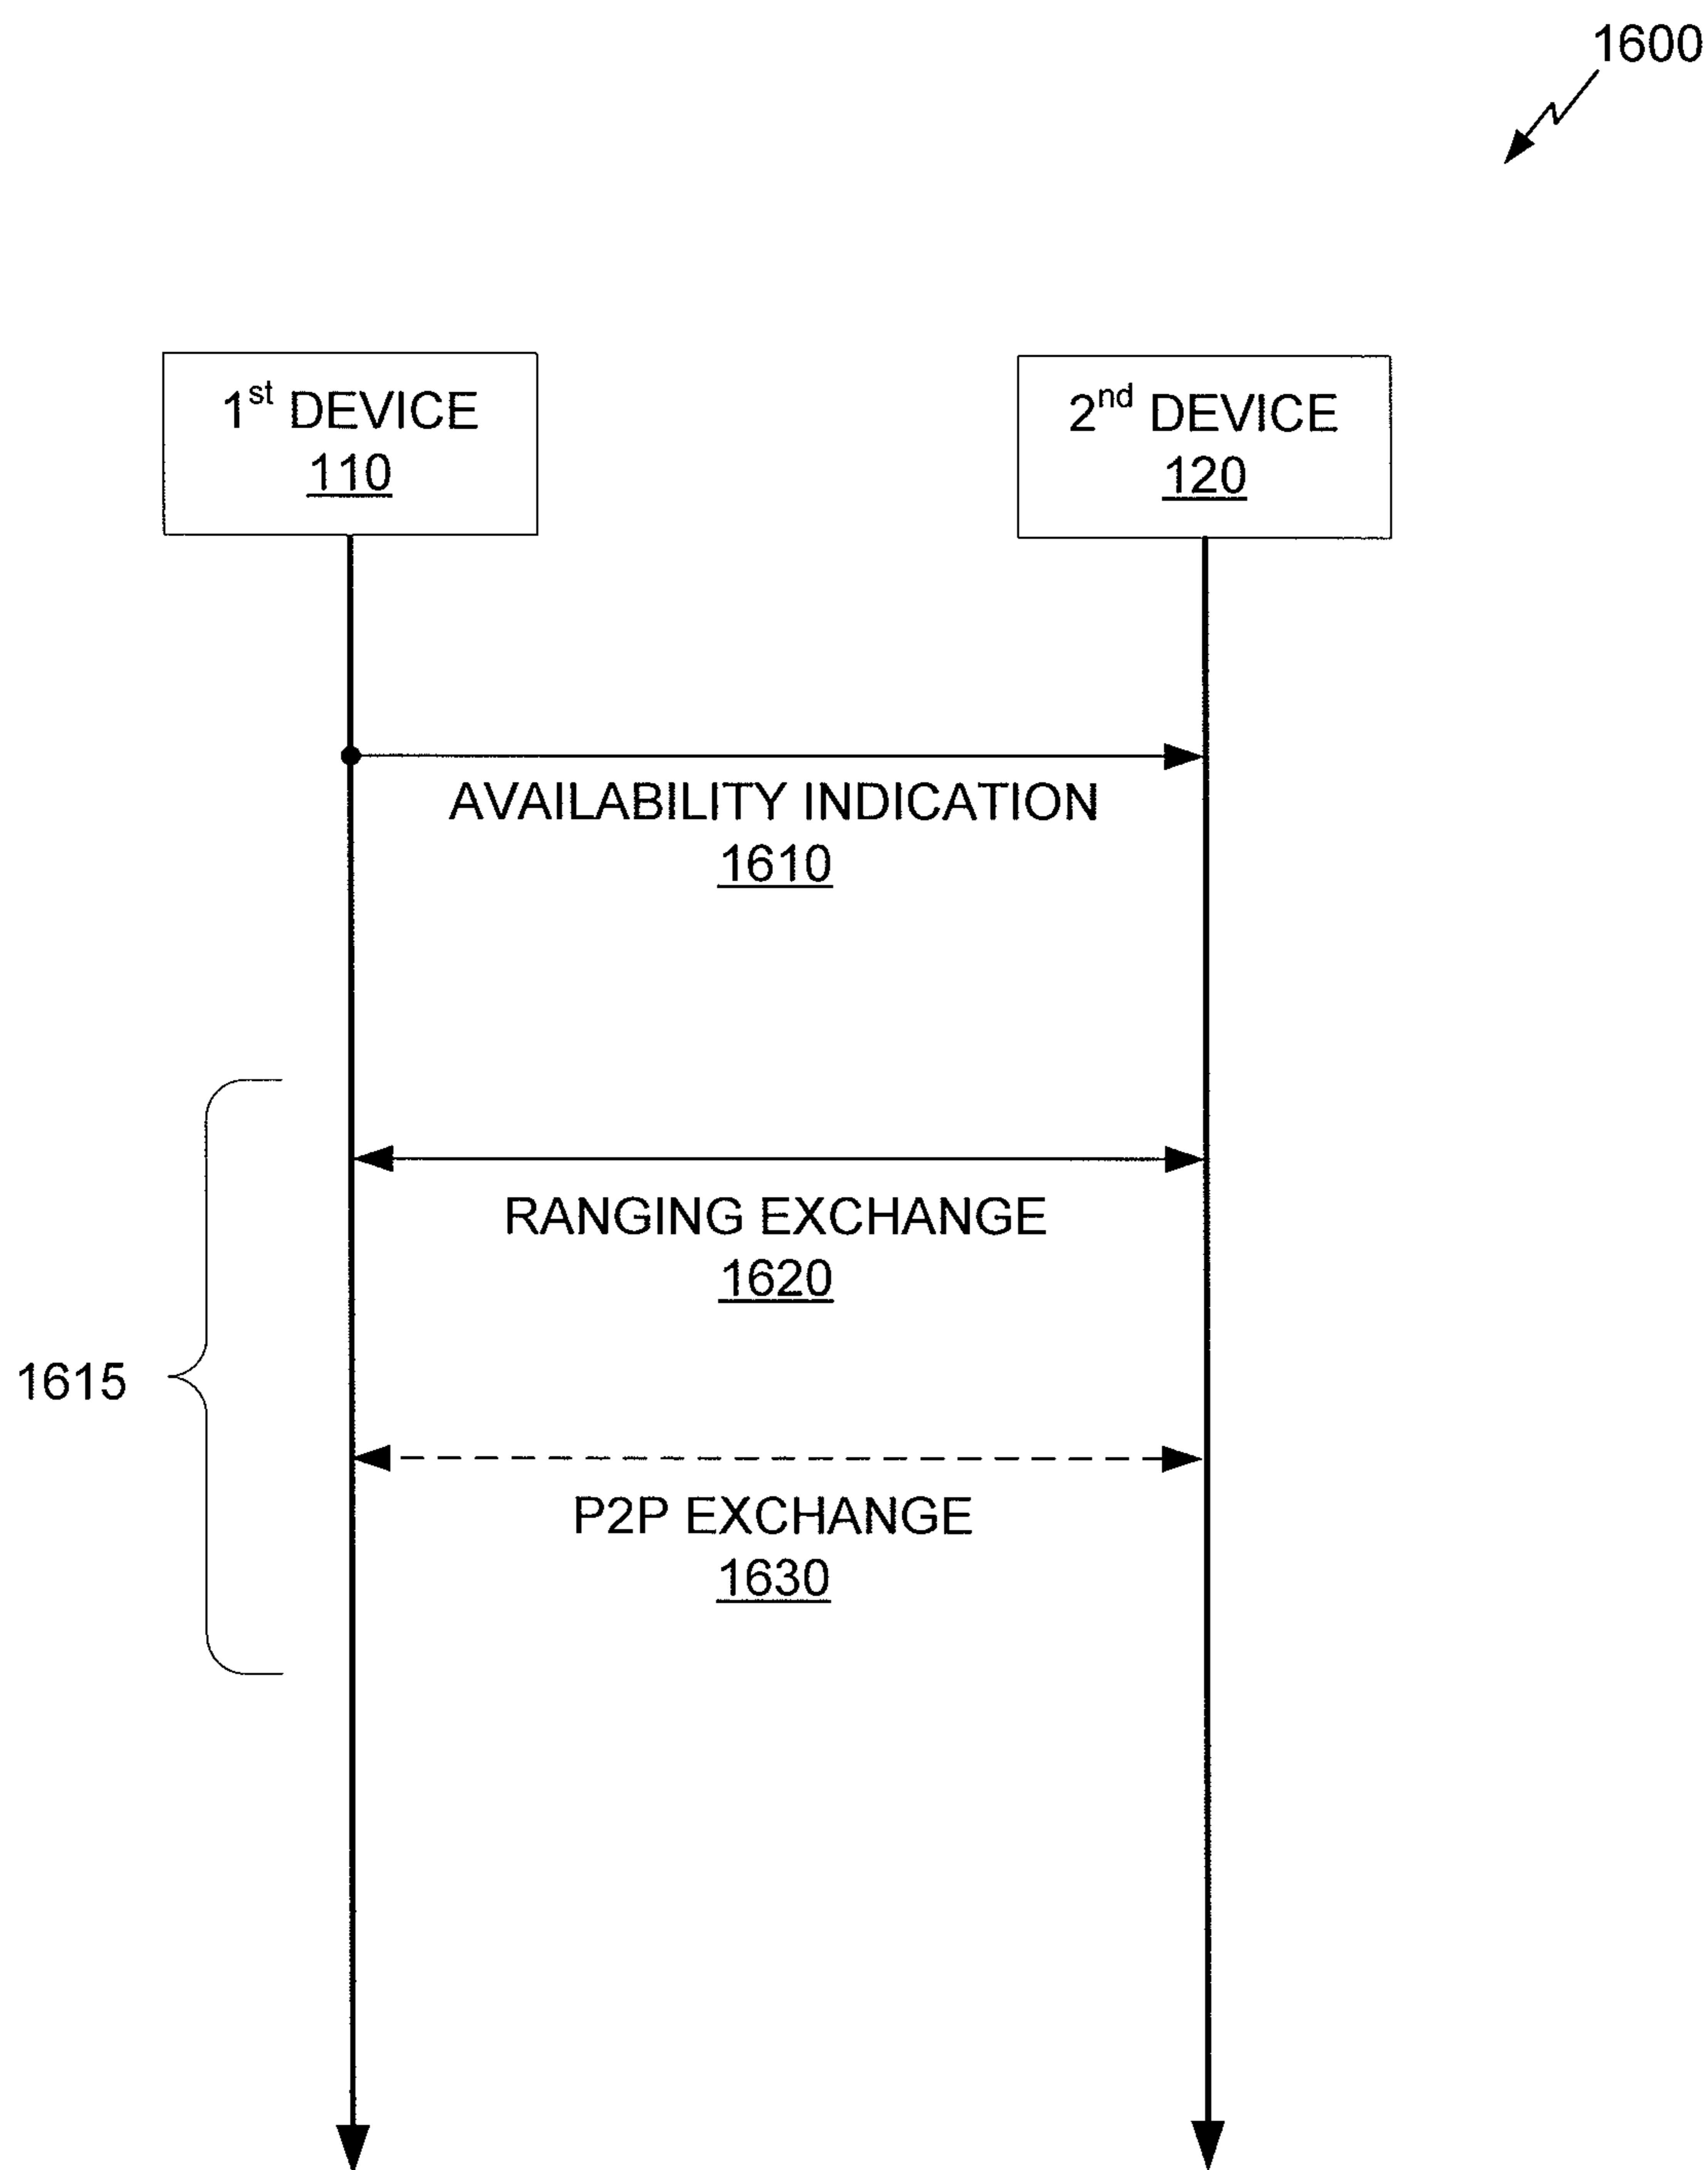 1600
1st DEVICE
110
2nd DEVICE
120
AVAILABILITY INDICATION
1610
RANGING EXCHANGE
1620
1615
P2P EXCHANGE
1630